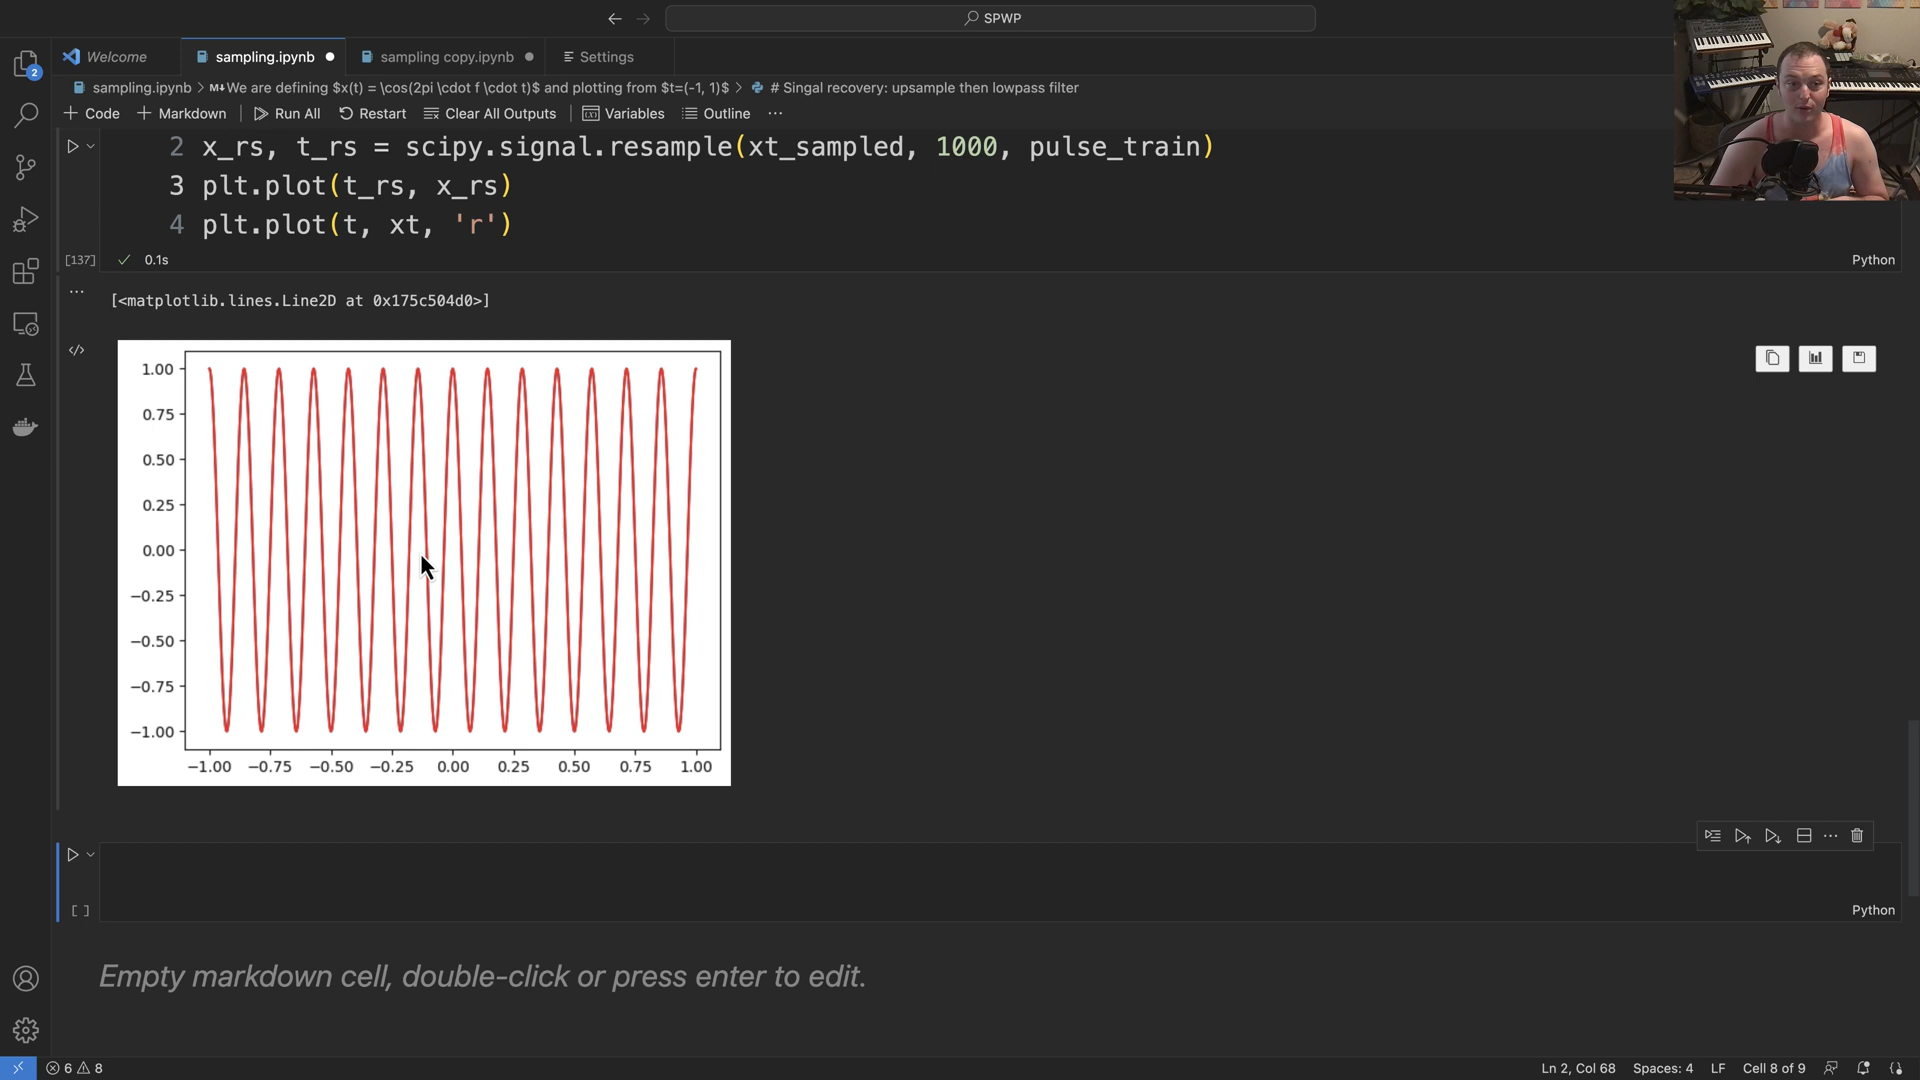 SPWP
Welcome
sampling.ipynb
sampling copy.ipynb
Settings
sampling.ipynb > M↓We are defining $x(t) = \cos(2pi \cdot f \cdot t)$ and plotting from $t=(-1, 1)$ > # Singal recovery: upsample then lowpass filter
+ Code + Markdown Run All Restart Clear All Outputs Variables Outline ...
2 x_rs, t_rs = scipy.signal.resample(xt_sampled, 1000, pulse_train)
3 plt.plot(t_rs, x_rs)
4 plt.plot(t, xt, 'r')
[137] ✓ 0.1s
Python
[<matplotlib.lines.Line2D at 0x175c504d0>]
1.00
0.75
0.50
0.25
0.00
−0.25
−0.50
−0.75
−1.00
−1.00 −0.75 −0.50 −0.25 0.00 0.25 0.50 0.75 1.00
[ ]
Python
Empty markdown cell, double-click or press enter to edit.
2
6 8
Ln 2, Col 68 Spaces: 4 LF Cell 8 of 9